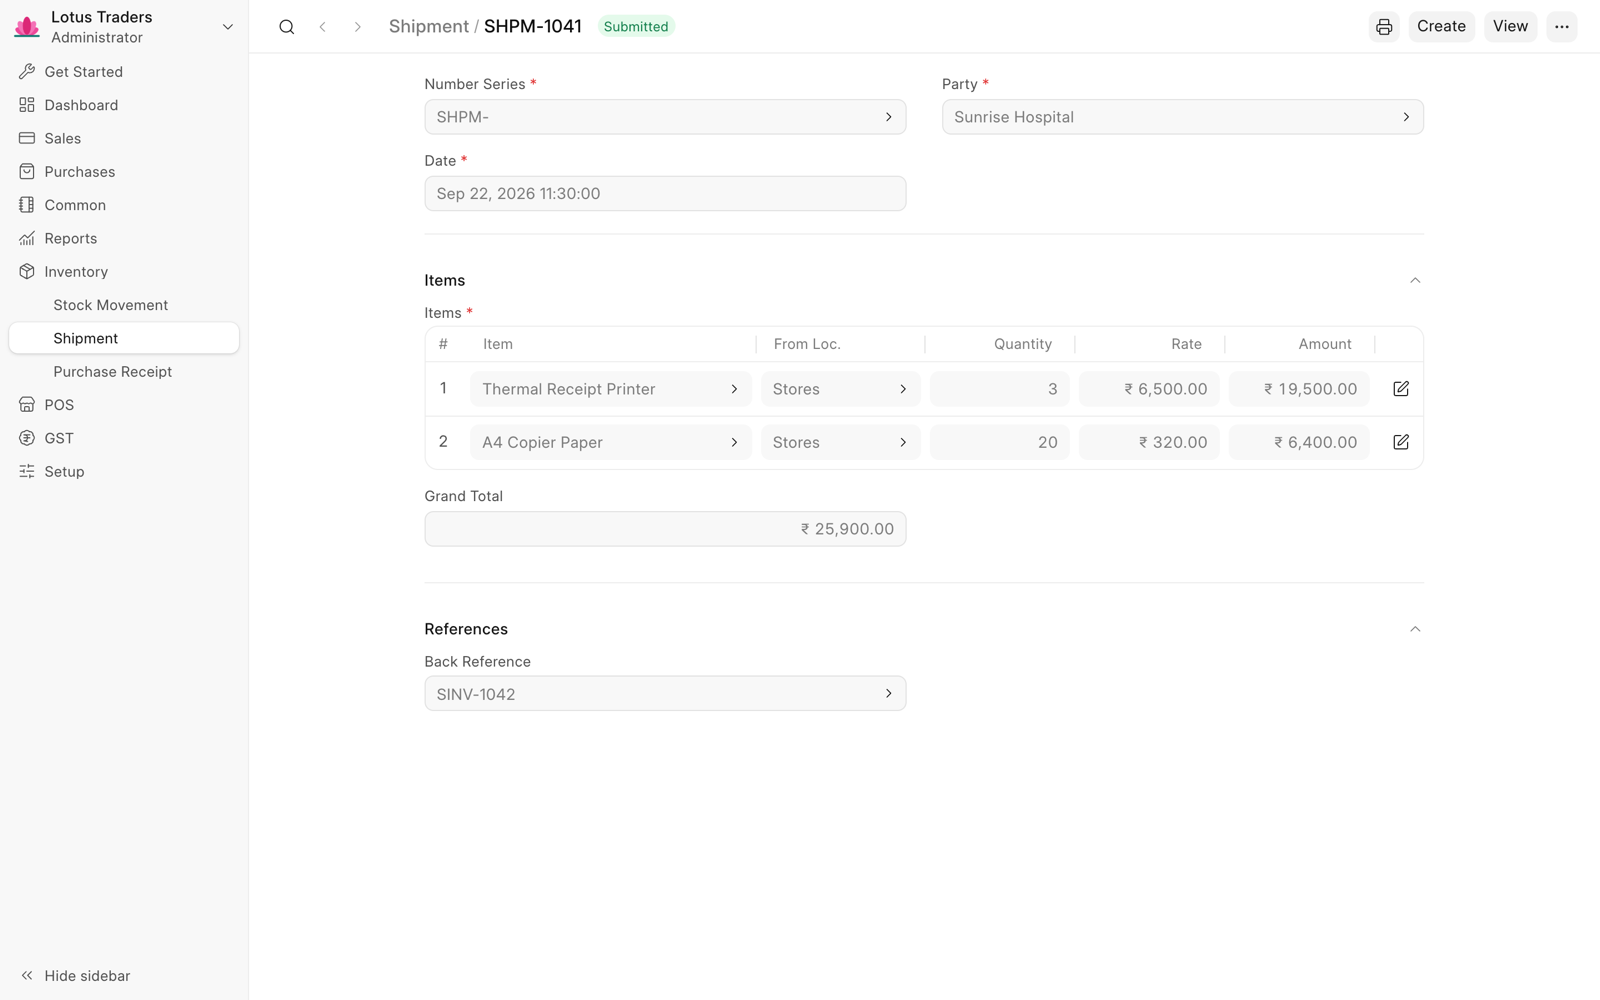 Lotus Traders
Administrator
Get Started
Dashboard
Sales
Purchases
Common
Reports
Inventory
Stock Movement
Shipment
Purchase Receipt
POS
GST
Setup
Hide sidebar
Shipment / SHPM-1041 Submitted
Create View
Number Series * Party *
SHPM- Sunrise Hospital
Date *
Sep 22, 2026 11:30:00
Items
Items *
# Item From Loc. Quantity Rate Amount
1 Thermal Receipt Printer Stores 3 ₹ 6,500.00 ₹ 19,500.00
2 A4 Copier Paper Stores 20 ₹ 320.00 ₹ 6,400.00
Grand Total
₹ 25,900.00
References
Back Reference
SINV-1042